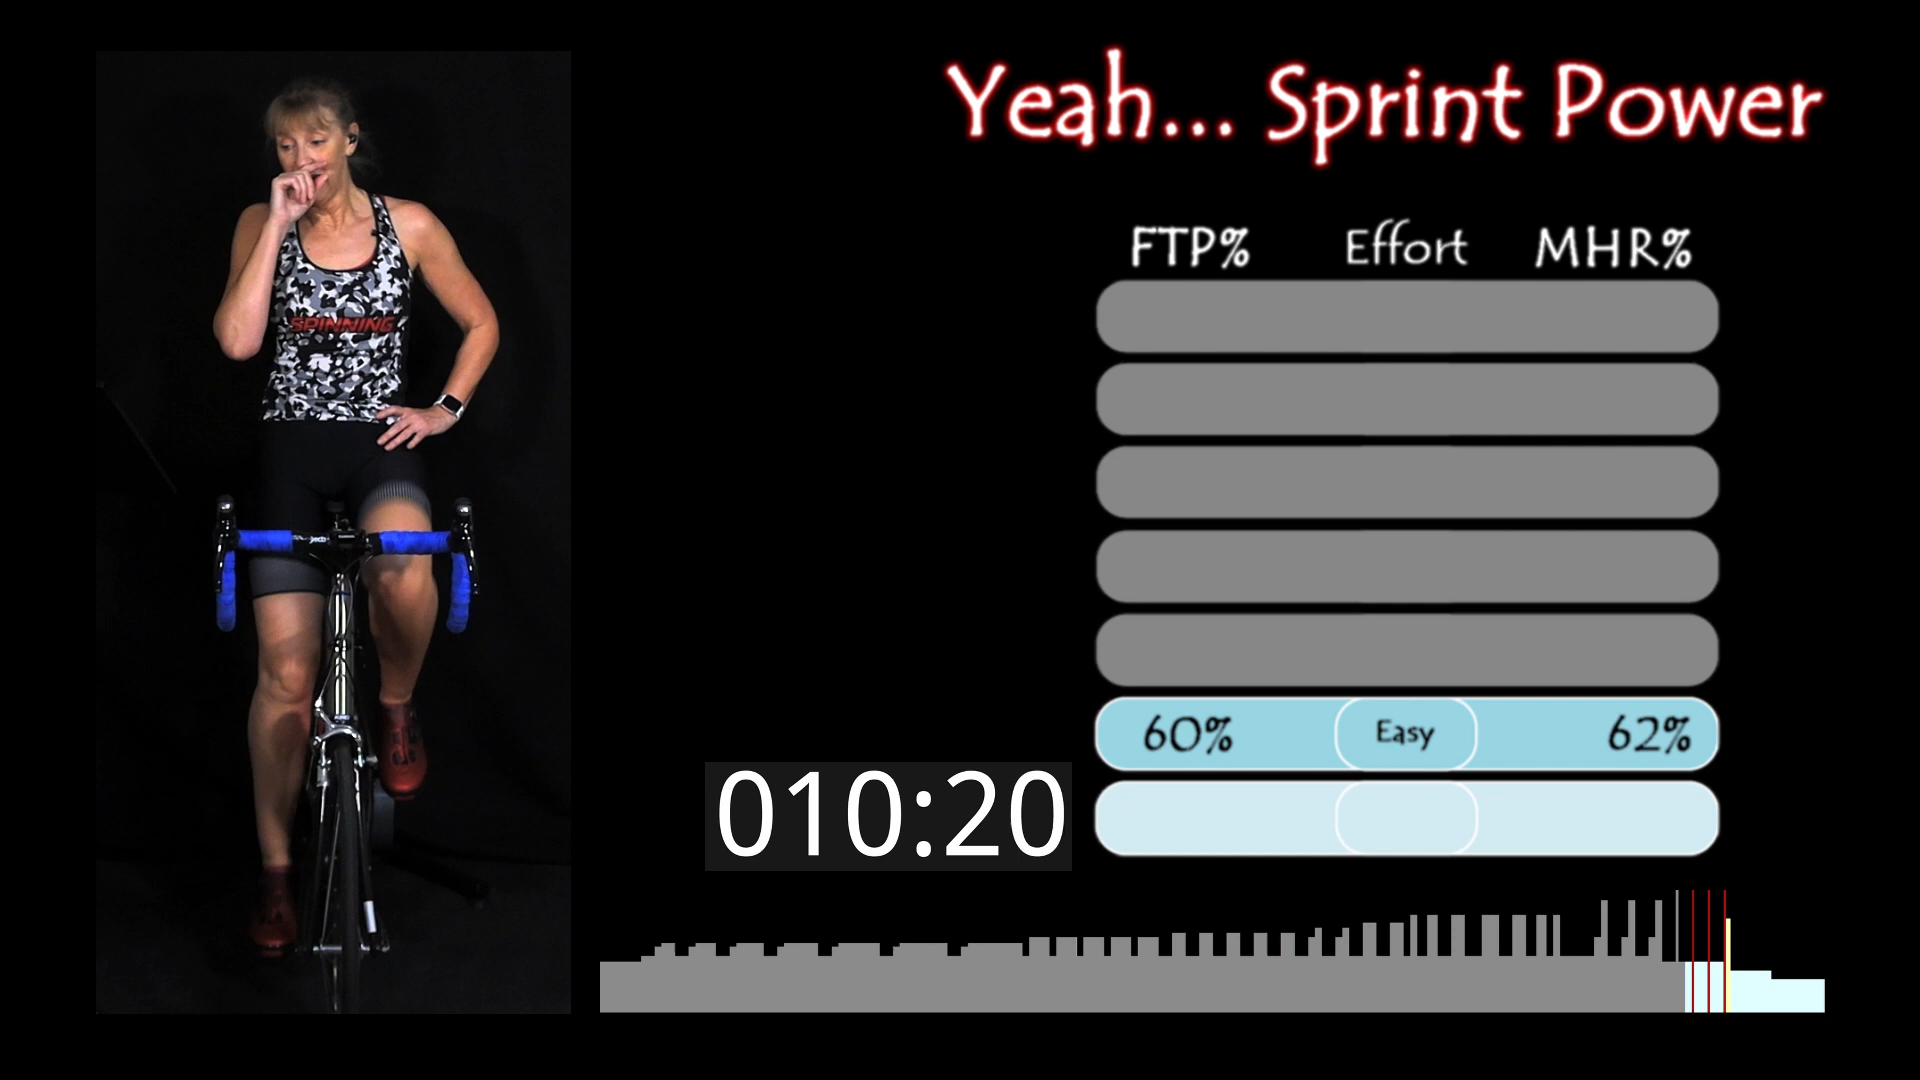 Yeah... Sprint Power
FTP% Effort MHR%
SPINNING
60% Easy 62%
010:20